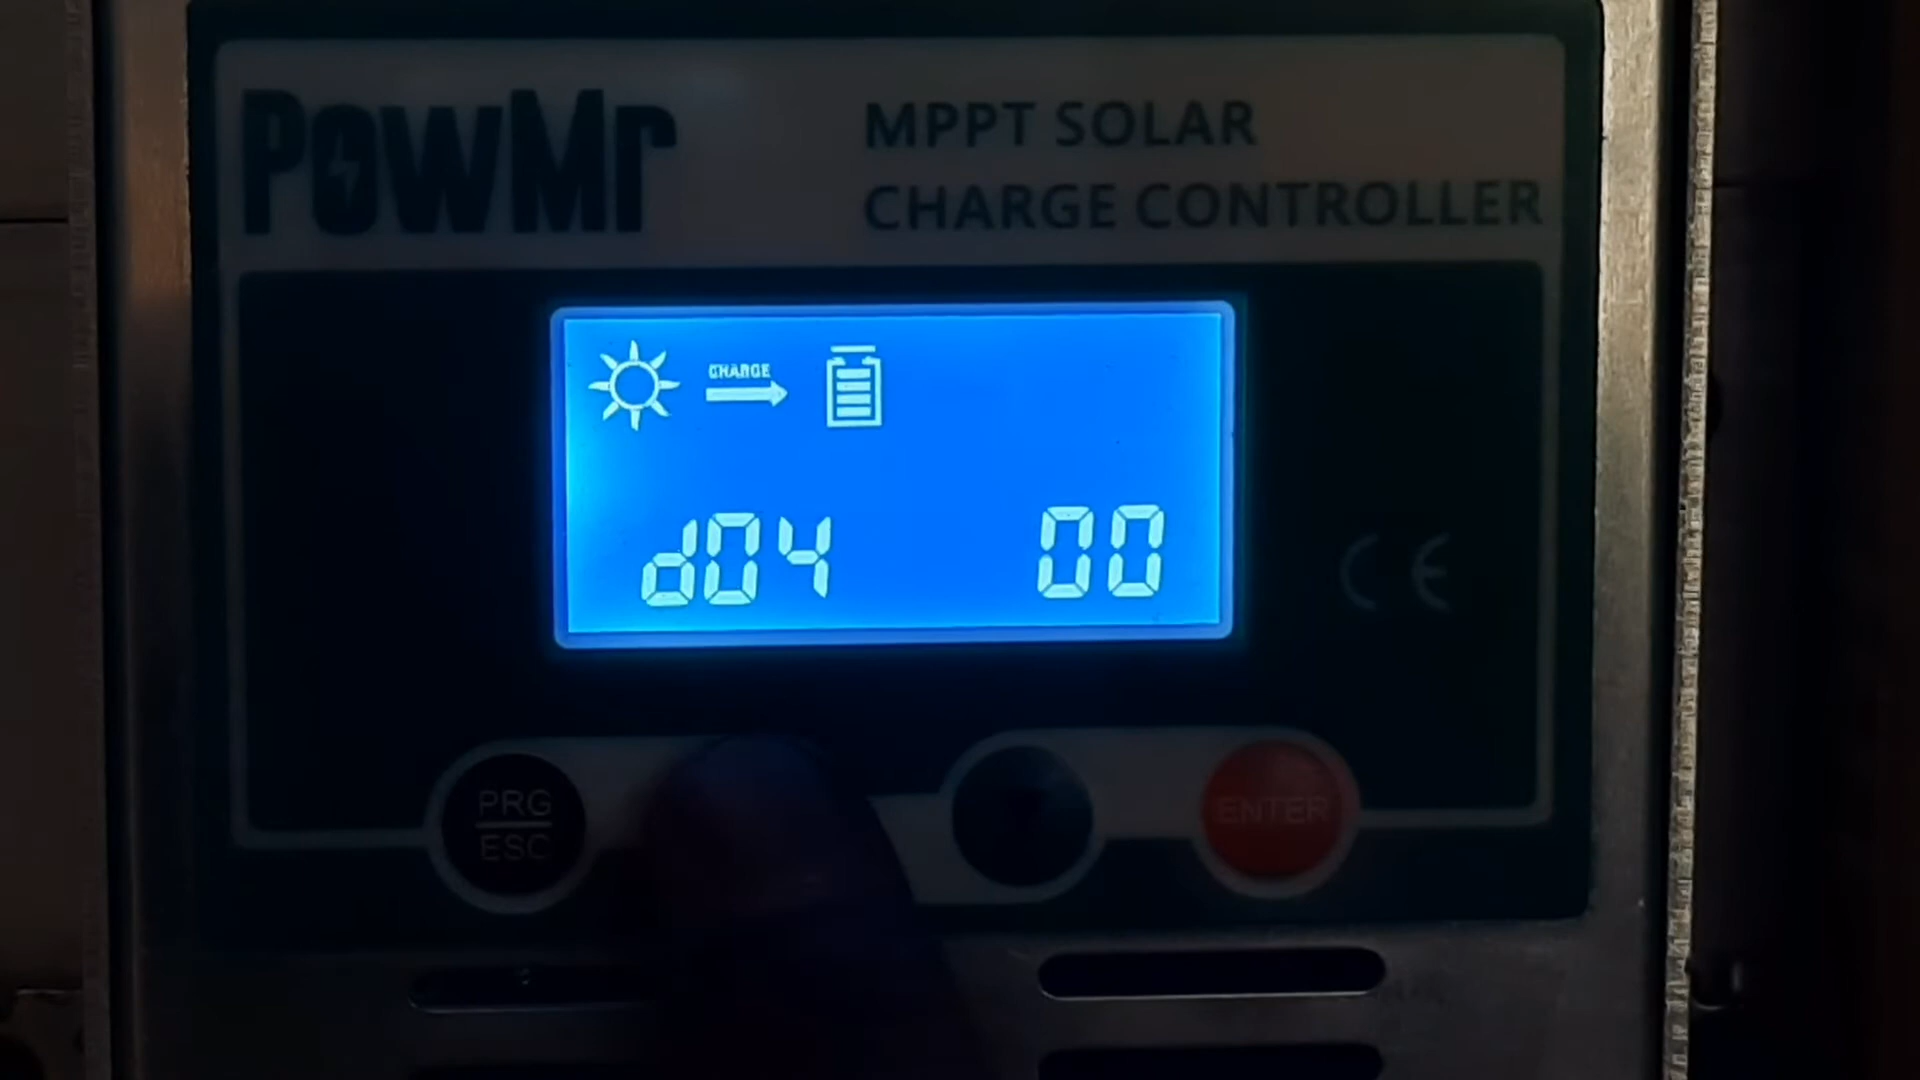 PowMr
MPPT SOLAR
CHARGE CONTROLLER
CHARGE
d04 00
CE
PRG
ESC
ENTER